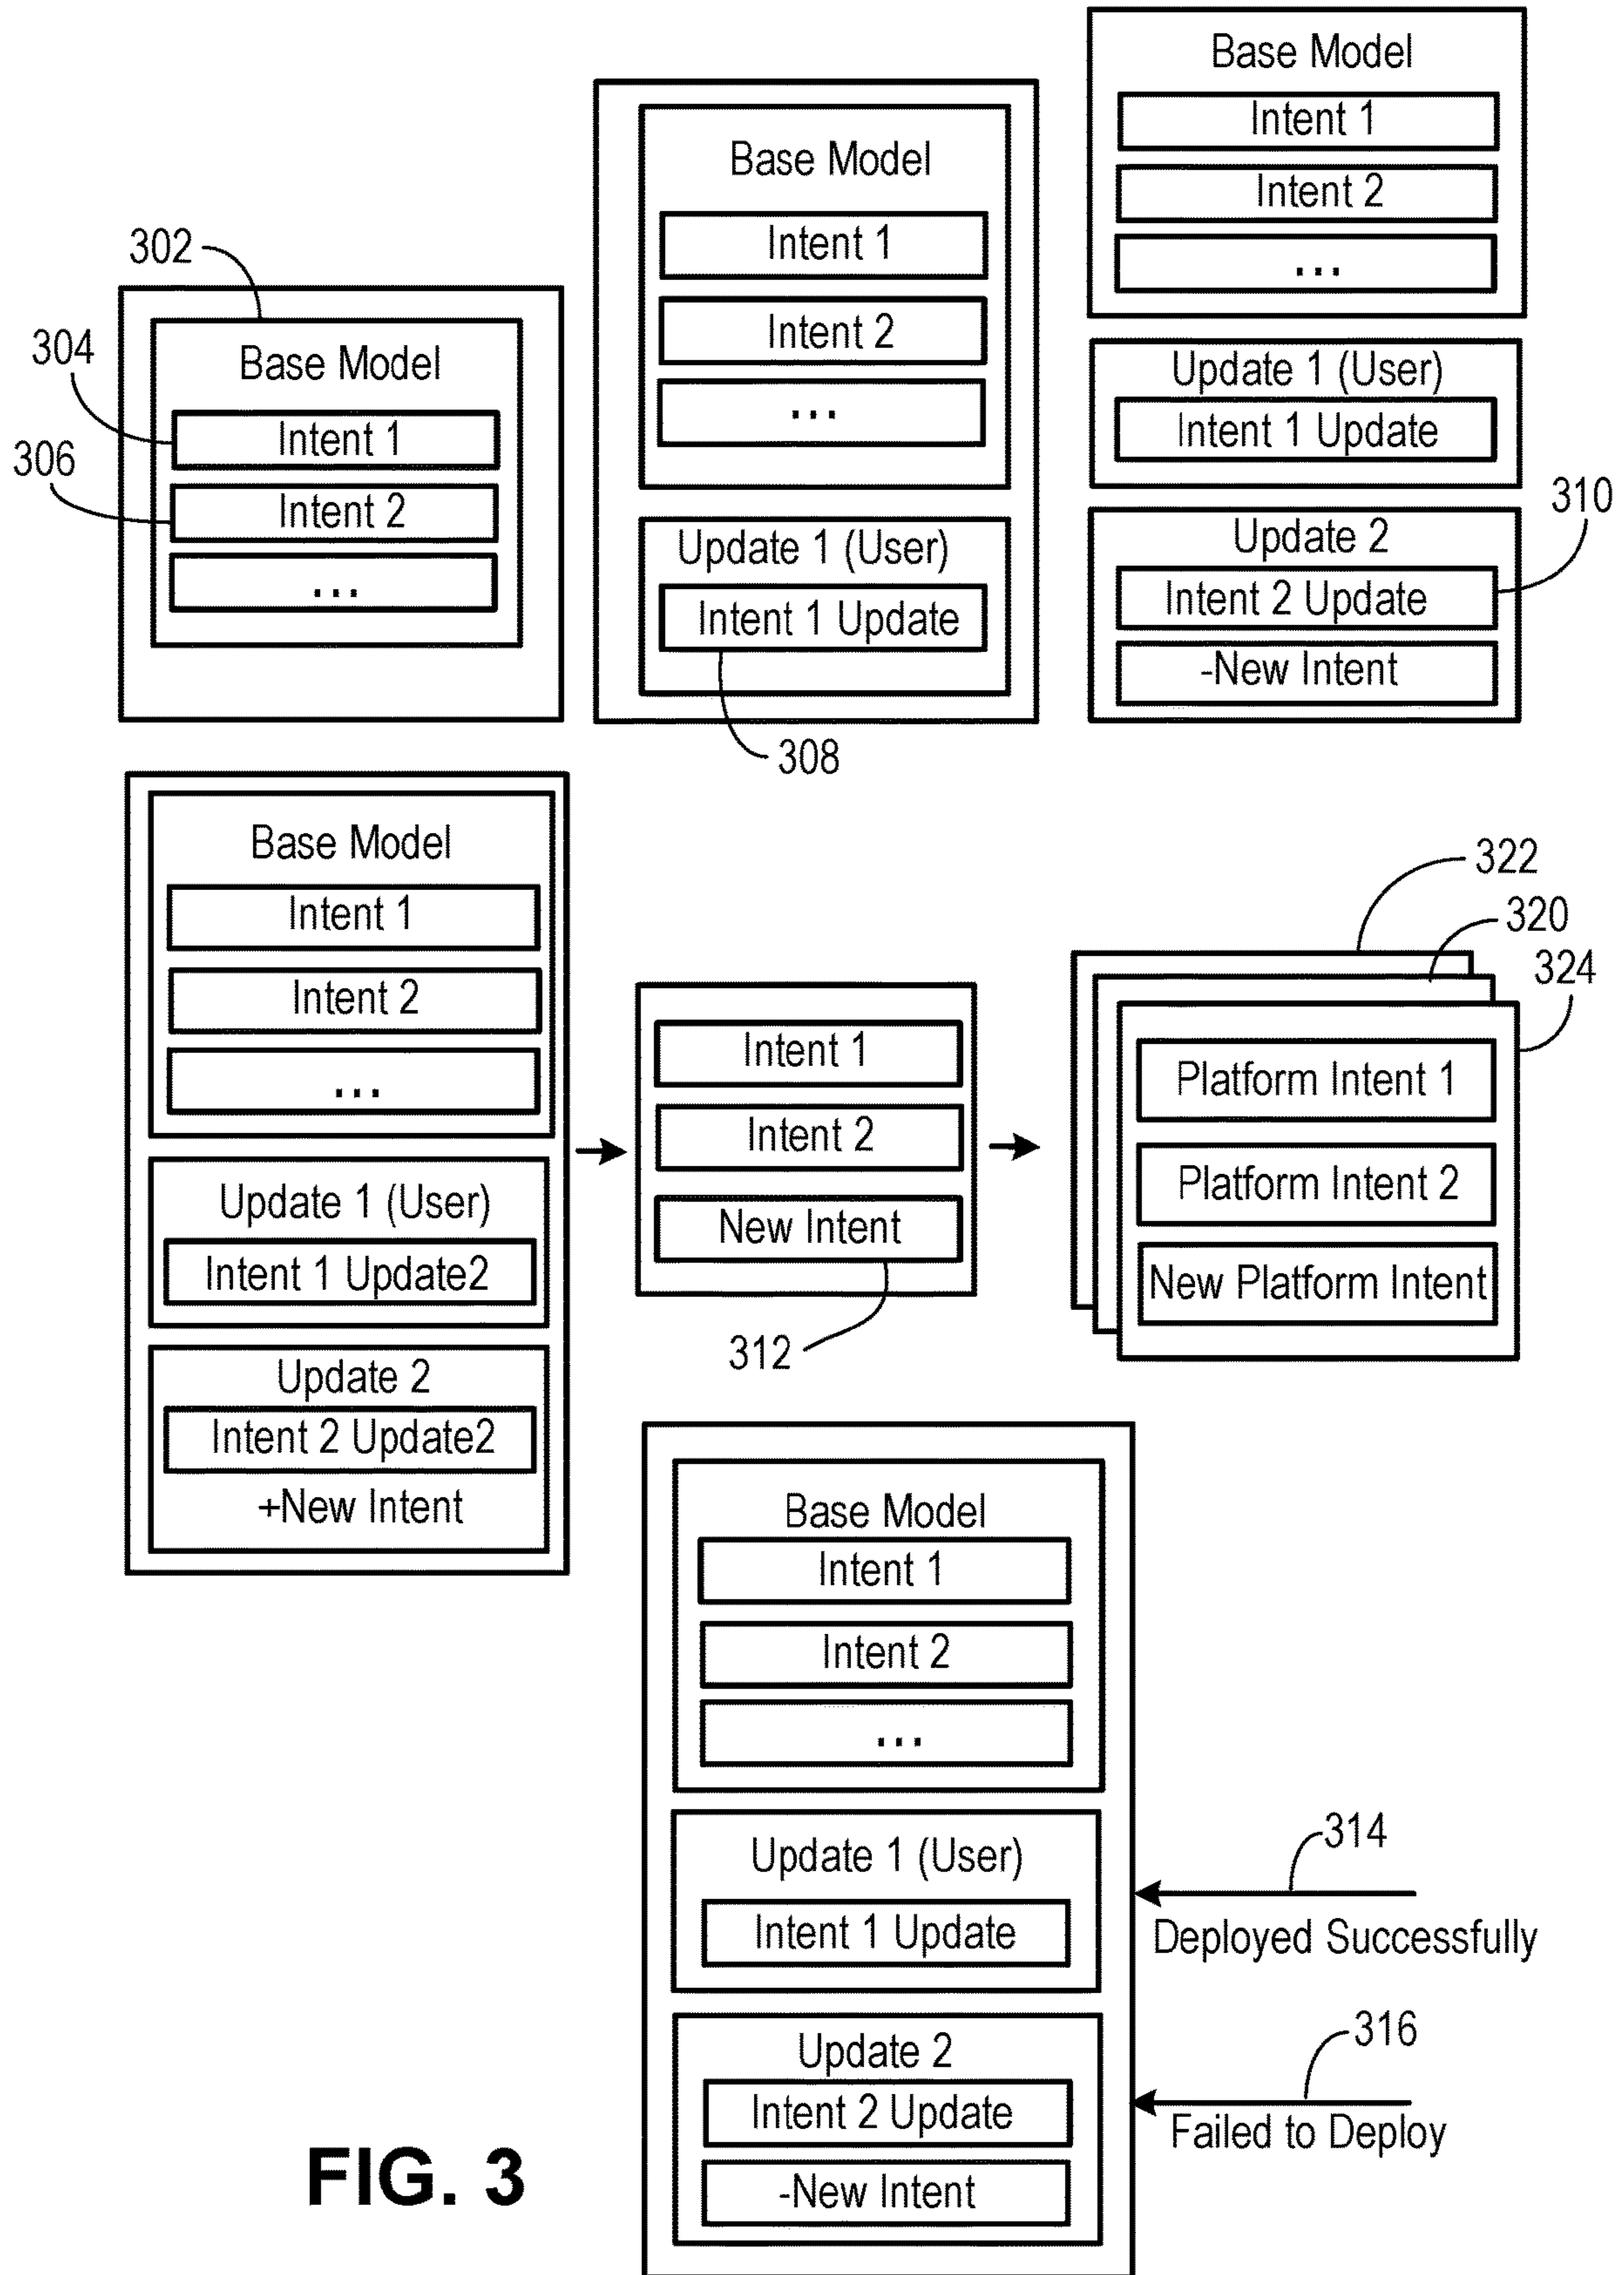 302
304
306
Base Model
Intent 1
Intent 2
...
Base Model
Intent 1
Intent 2
...
Update 1 (User)
Intent 1 Update
308
Base Model
Intent 1
Intent 2
...
Update 1 (User)
Intent 1 Update
310
Update 2
Intent 2 Update
-New Intent
Base Model
Intent 1
Intent 2
...
Update 1 (User)
Intent 1 Update2
Update 2
Intent 2 Update2
+New Intent
Intent 1
Intent 2
New Intent
312
322
320
324
Platform Intent 1
Platform Intent 2
New Platform Intent
Base Model
Intent 1
Intent 2
...
Update 1 (User)
Intent 1 Update
Update 2
Intent 2 Update
-New Intent
314
Deployed Successfully
316
Failed to Deploy
FIG. 3